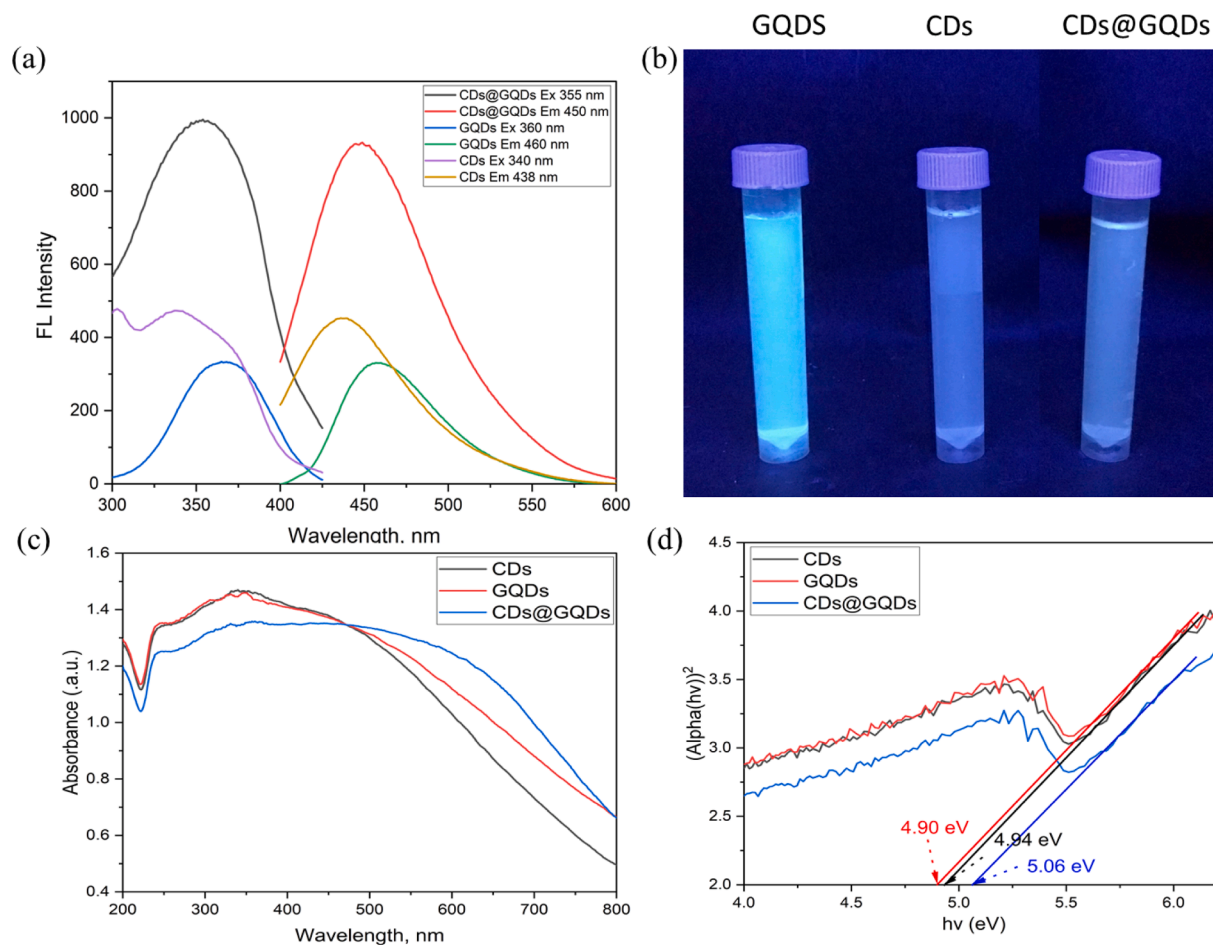 GQDS CDs CDs@GQDs
(a)
(b)
CDs@GQDs Ex 355 nm
CDs@GQDs Em 450 nm
GQDs Ex 360 nm
GQDs Em 460 nm
CDs Ex 340 nm
CDs Em 438 nm
FL Intensity
1000
800
600
400
200
0
300 350 400 450 500 550 600
Wavelength, nm
(c)
CDs
GQDs
CDs@GQDs
Absorbance (.a.u.)
1.6
1.4
1.2
1.0
0.8
0.6
0.4
200 300 400 500 600 700 800
Wavelength, nm
(d)
CDs
GQDs
CDs@GQDs
(Alpha(hv))²
4.5
4.0
3.5
3.0
2.5
2.0
4.90 eV
4.94 eV
5.06 eV
4.0 4.5 5.0 5.5 6.0
hv (eV)